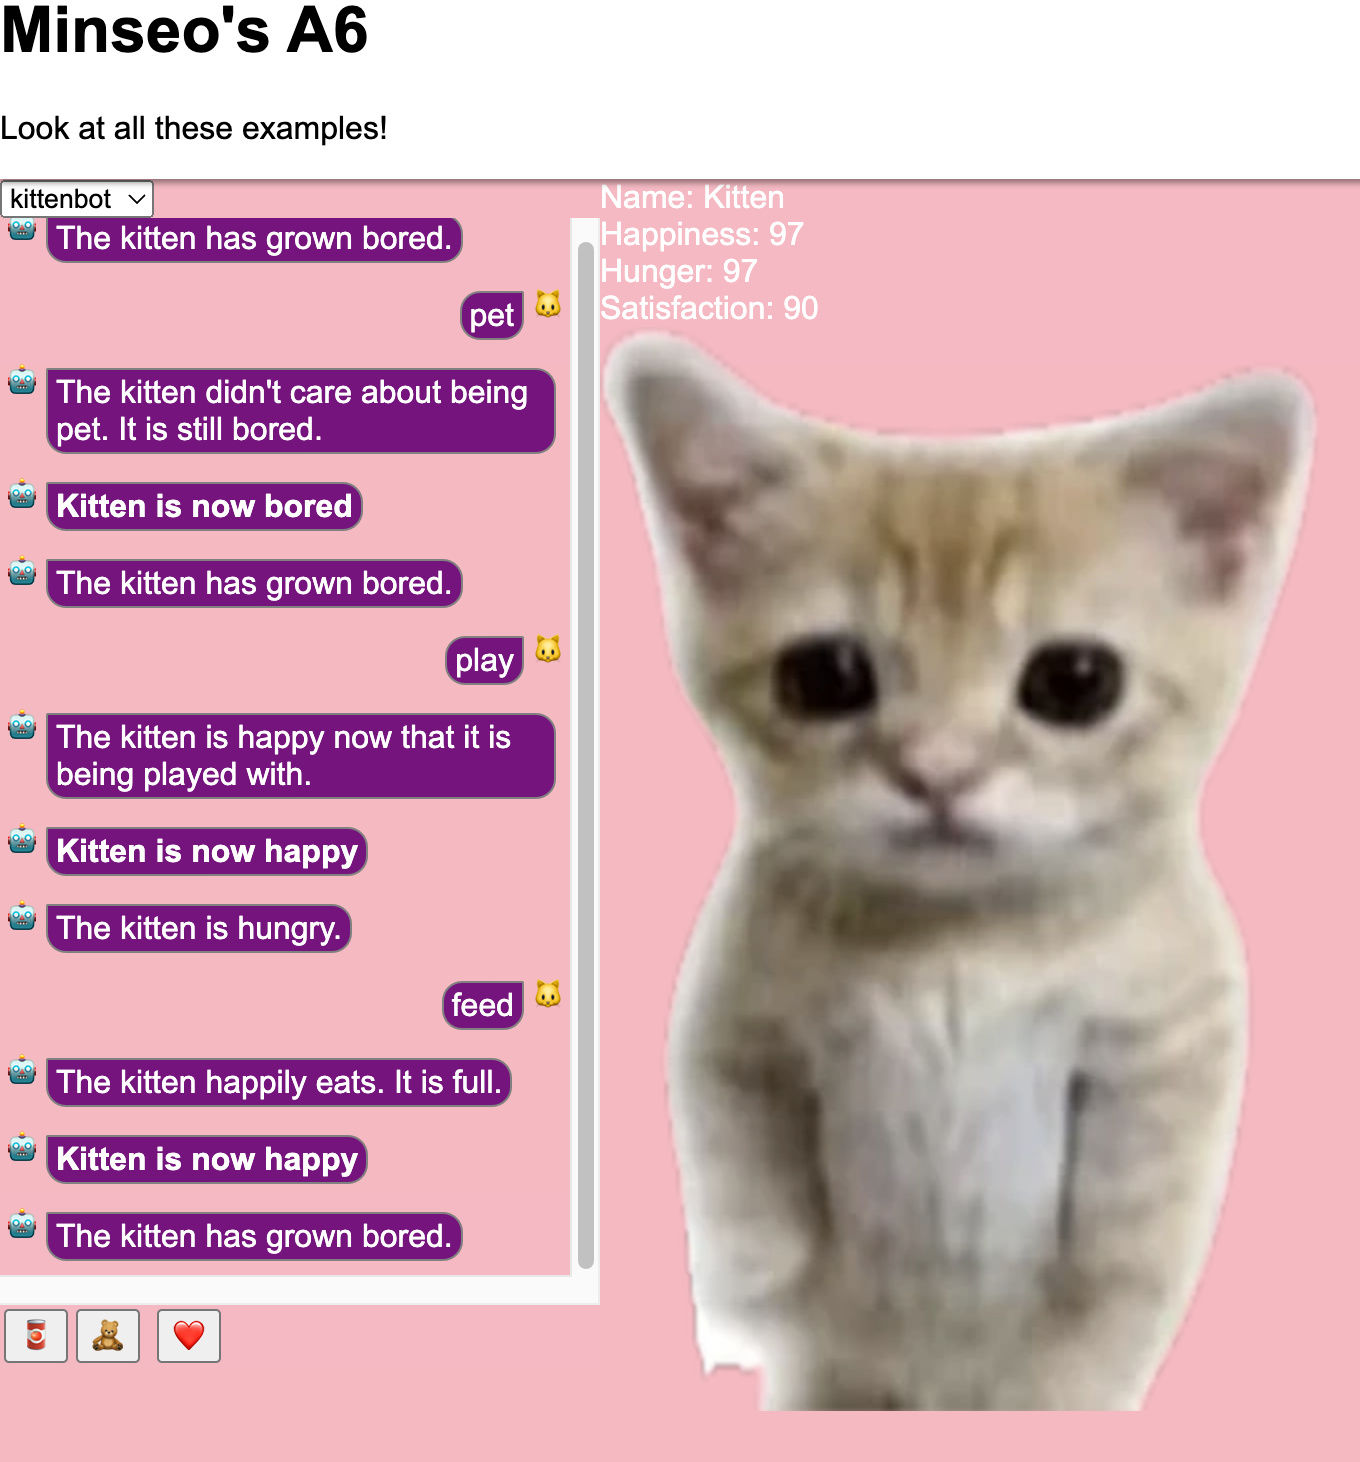 Minseo's A6
Look at all these examples!
kittenbot
The kitten has grown bored.
pet
The kitten didn't care about being
pet. It is still bored.
Kitten is now bored
The kitten has grown bored.
play
The kitten is happy now that it is
being played with.
Kitten is now happy
The kitten is hungry.
feed
The kitten happily eats. It is full.
Kitten is now happy
The kitten has grown bored.
Name: Kitten
Happiness: 97
Hunger: 97
Satisfaction: 90